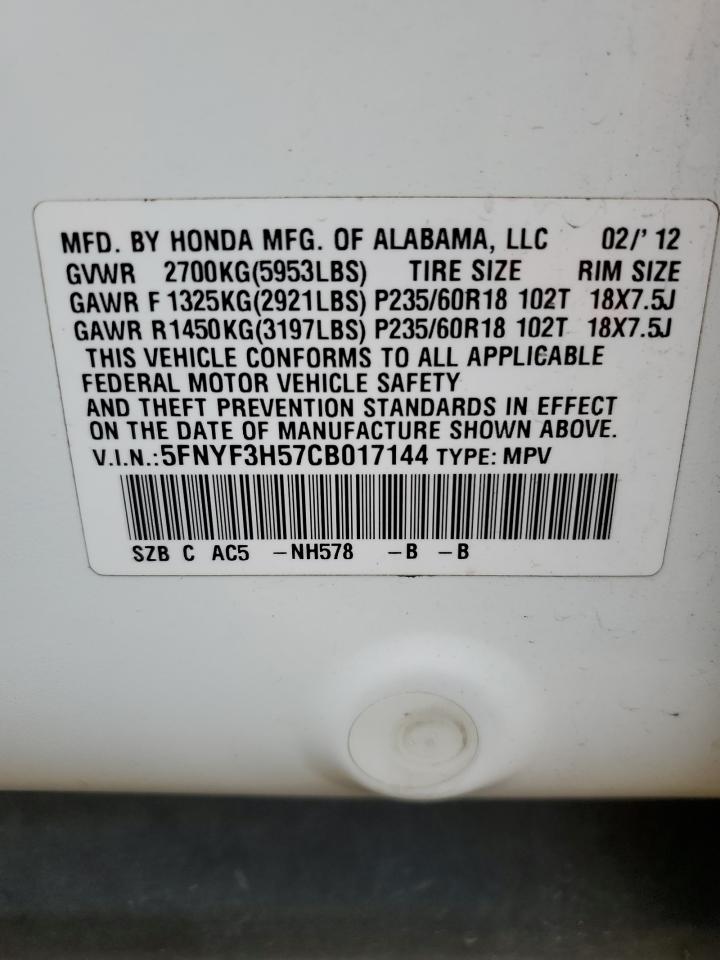 MFD. BY HONDA MFG. OF ALABAMA, LLC 02/'12
GVWR 2700KG(5953LBS) TIRE SIZE RIM SIZE
GAWR F 1325KG(2921LBS) P235/60R18 102T 18X7.5J
GAWR R1450KG(3197LBS) P235/60R18 102T 18X7.5J
THIS VEHICLE CONFORMS TO ALL APPLICABLE
FEDERAL MOTOR VEHICLE SAFETY
AND THEFT PREVENTION STANDARDS IN EFFECT
ON THE DATE OF MANUFACTURE SHOWN ABOVE.
V.I.N.:5FNYF3H57CB017144 TYPE: MPV
SZB C AC5 -NH578 -B -B